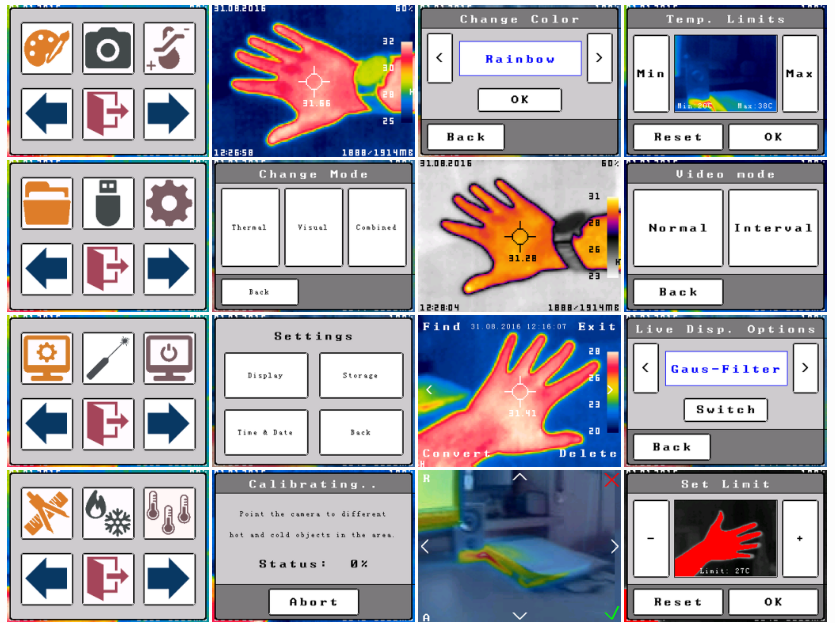 31.08.2016 60%
32
30
28
25
31.66
12:26:58 1888/1914MB
Change Color
<
Rainbow
>
OK
Back
Temp. Limits
Min
Max
Max:38C
Reset
OK
Change Mode
Thermal
Visual
Combined
Back
31.08.2016 60%
31
28
26
23
31.28
12:28:04 1888/1914MB
Video mode
Normal
Interval
Back
Settings
Display
Storage
Time & Date
Back
Find 31.08.2016 12:16:07 Exit
28
26
23
20
<
31.41
Convert
Delete
Live Disp. Options
<
Gaus-Filter
>
Switch
Back
Calibrating..
Point the camera to different
hot and cold objects in the area.
Status: 0%
Abort
R
A
Set Limit
-
+
Limit: 27C
Reset
OK